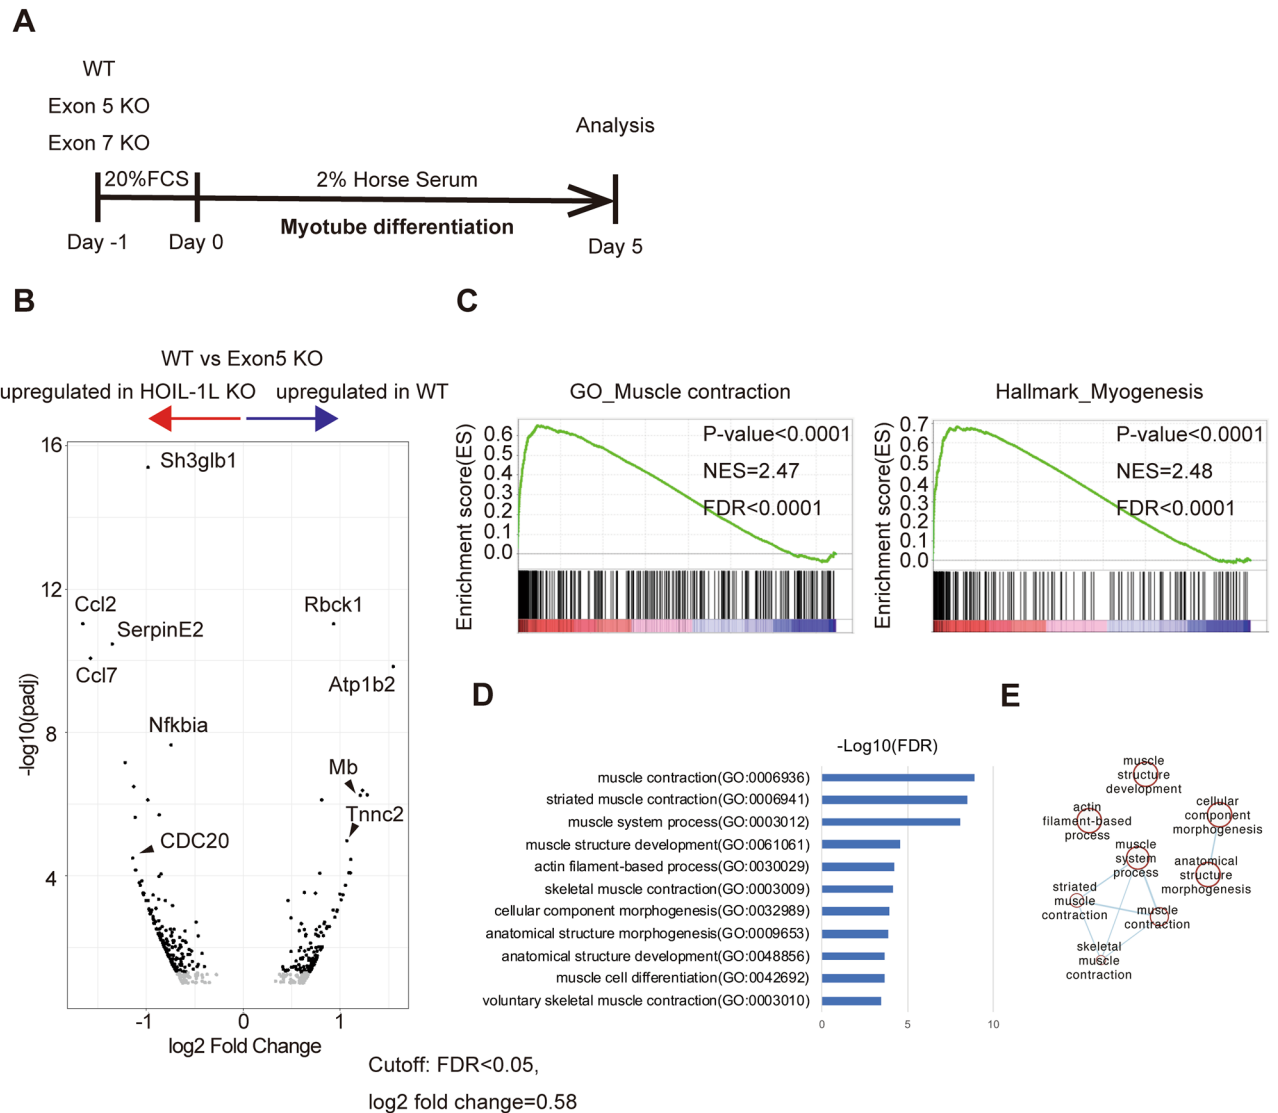 A
WT
Exon 5 KO
Exon 7 KO
Analysis
20%FCS
2% Horse Serum
Myotube differentiation
Day -1
Day 0
Day 5
B
WT vs Exon5 KO
upregulated in HOIL-1L KO
upregulated in WT
16
12
8
4
-log10(padj)
Sh3glb1
Ccl2
SerpinE2
Ccl7
Rbck1
Atp1b2
Nfkbia
Mb
Tnnc2
CDC20
-1
0
1
log2 Fold Change
Cutoff: FDR<0.05,
log2 fold change=0.58
C
GO_Muscle contraction
Enrichment score(ES)
0.6
0.5
0.4
0.3
0.2
0.1
0.0
P-value<0.0001
NES=2.47
FDR<0.0001
Hallmark_Myogenesis
Enrichment score(ES)
0.7
0.6
0.5
0.4
0.3
0.2
0.1
0.0
P-value<0.0001
NES=2.48
FDR<0.0001
D
-Log10(FDR)
muscle contraction(GO:0006936)
striated muscle contraction(GO:0006941)
muscle system process(GO:0003012)
muscle structure development(GO:0061061)
actin filament-based process(GO:0030029)
skeletal muscle contraction(GO:0003009)
cellular component morphogenesis(GO:0032989)
anatomical structure morphogenesis(GO:0009653)
anatomical structure development(GO:0048856)
muscle cell differentiation(GO:0042692)
voluntary skeletal muscle contraction(GO:0003010)
0
5
10
E
muscle
structure
development
actin
filament-based
process
cellular
component
morphogenesis
muscle
system
process
anatomical
structure
morphogenesis
striated
muscle
contraction
muscle
contraction
skeletal
muscle
contraction